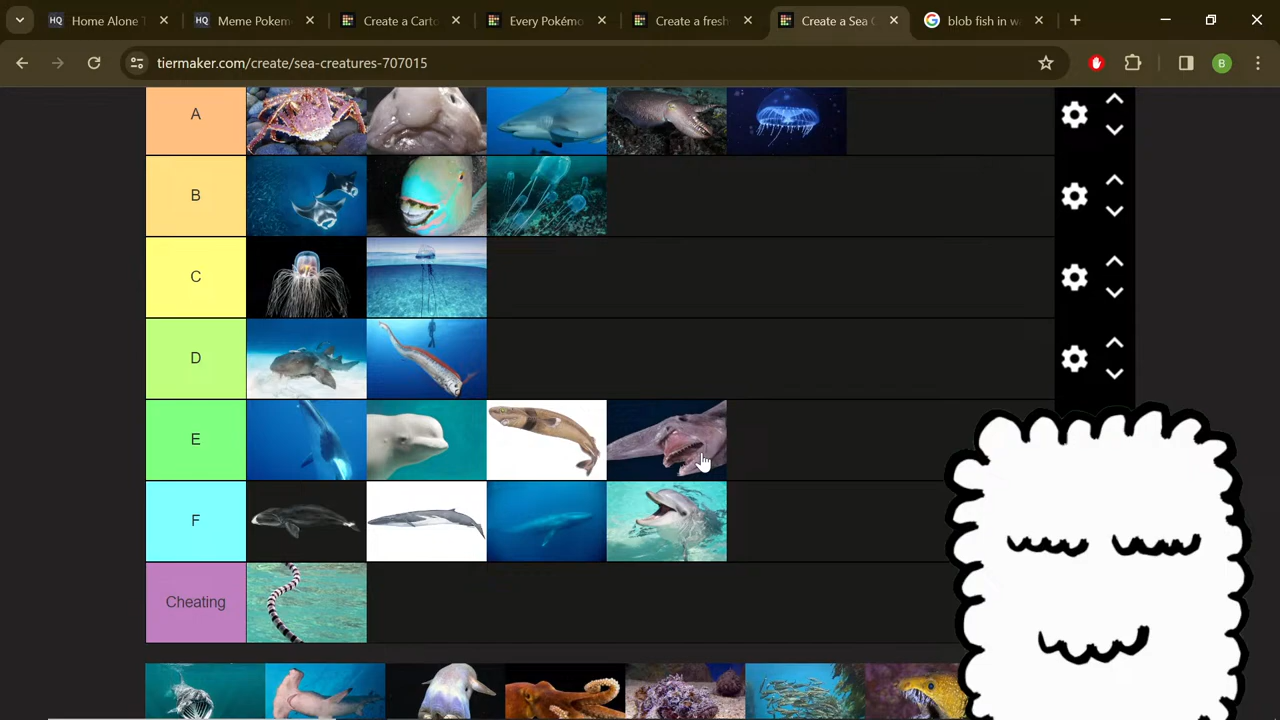 Home Alone T
Meme Pokem
Create a Carto
Every Pokémo
Create a fresh
Create a Sea C
blob fish in wa
tiermaker.com/create/sea-creatures-707015
B
A
B
C
D
E
F
Cheating